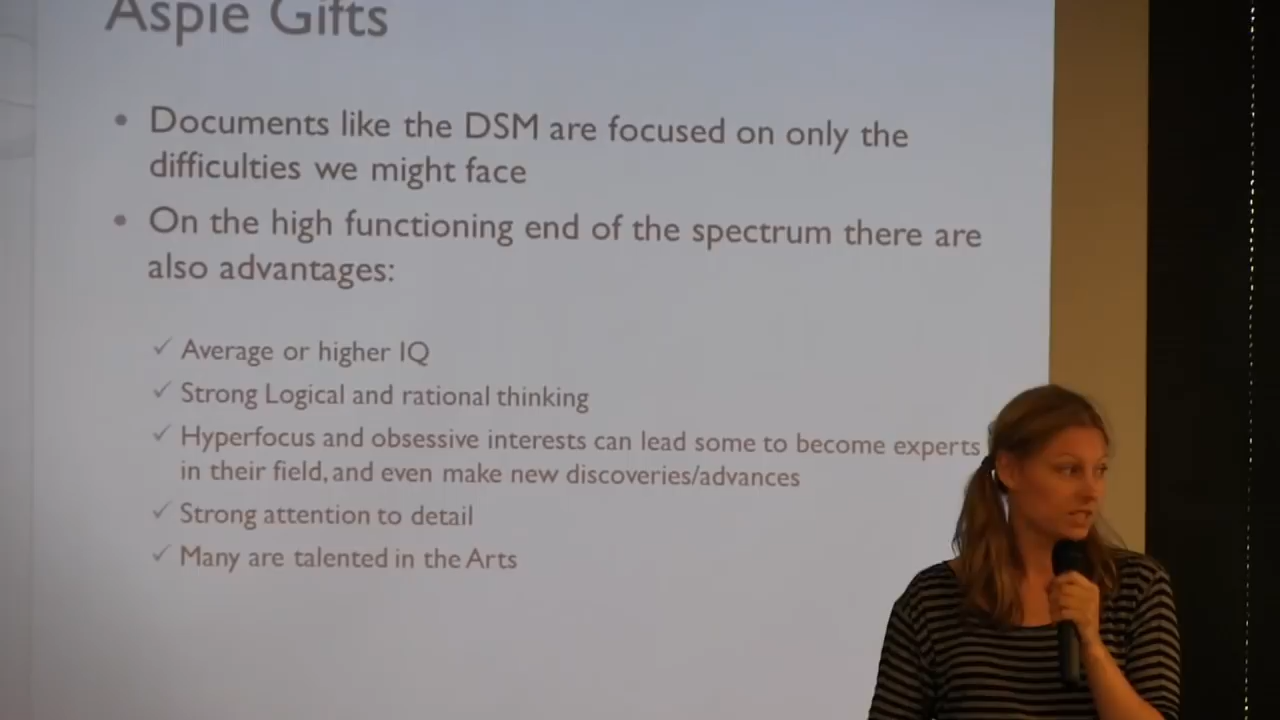 Aspie Gifts
• Documents like the DSM are focused on only the
difficulties we might face
• On the high functioning end of the spectrum there are
also advantages:
✓ Average or higher IQ
✓ Strong Logical and rational thinking
✓ Hyperfocus and obsessive interests can lead some to become experts
in their field, and even make new discoveries/advances
✓ Strong attention to detail
✓ Many are talented in the Arts